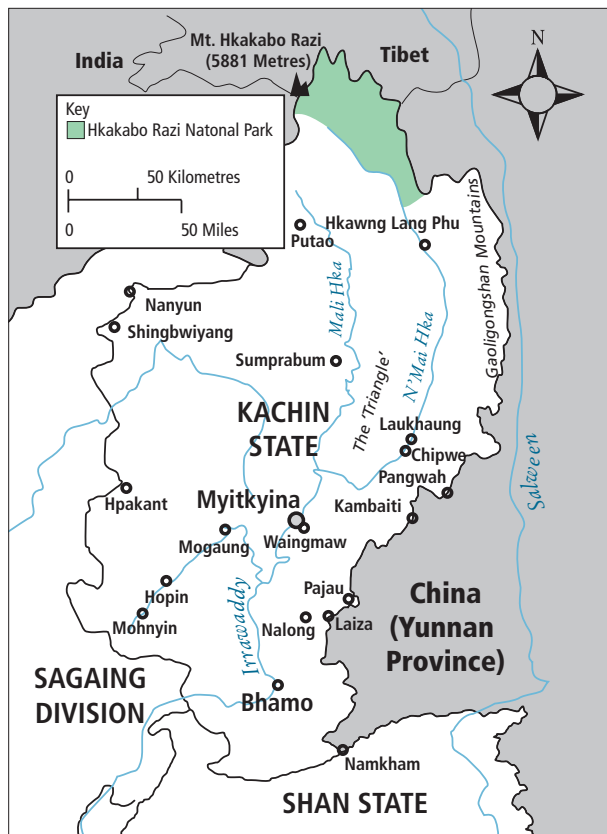 Mt. Hkakabo Razi
(5881 Metres)
India
Tibet
N
Key
Hkakabo Razi Natonal Park
0 50 Kilometres
0 50 Miles
Putao
Hkawng Lang Phu
Gaoligongshan Mountains
Nanyun
Shingbwiyang
Mali Hka
N'Mai Hka
Sumprabum
The 'Triangle'
KACHIN
STATE
Laukhaung
Chipwe
Pangwah
Salween
Hpakant
Myitkyina
Kambaiti
Mogaung
Waingmaw
Hopin
Pajau
China
(Yunnan
Province)
Mohnyin
Irrawaddy
Nalong
Laiza
SAGAING
DIVISION
Bhamo
Namkham
SHAN STATE